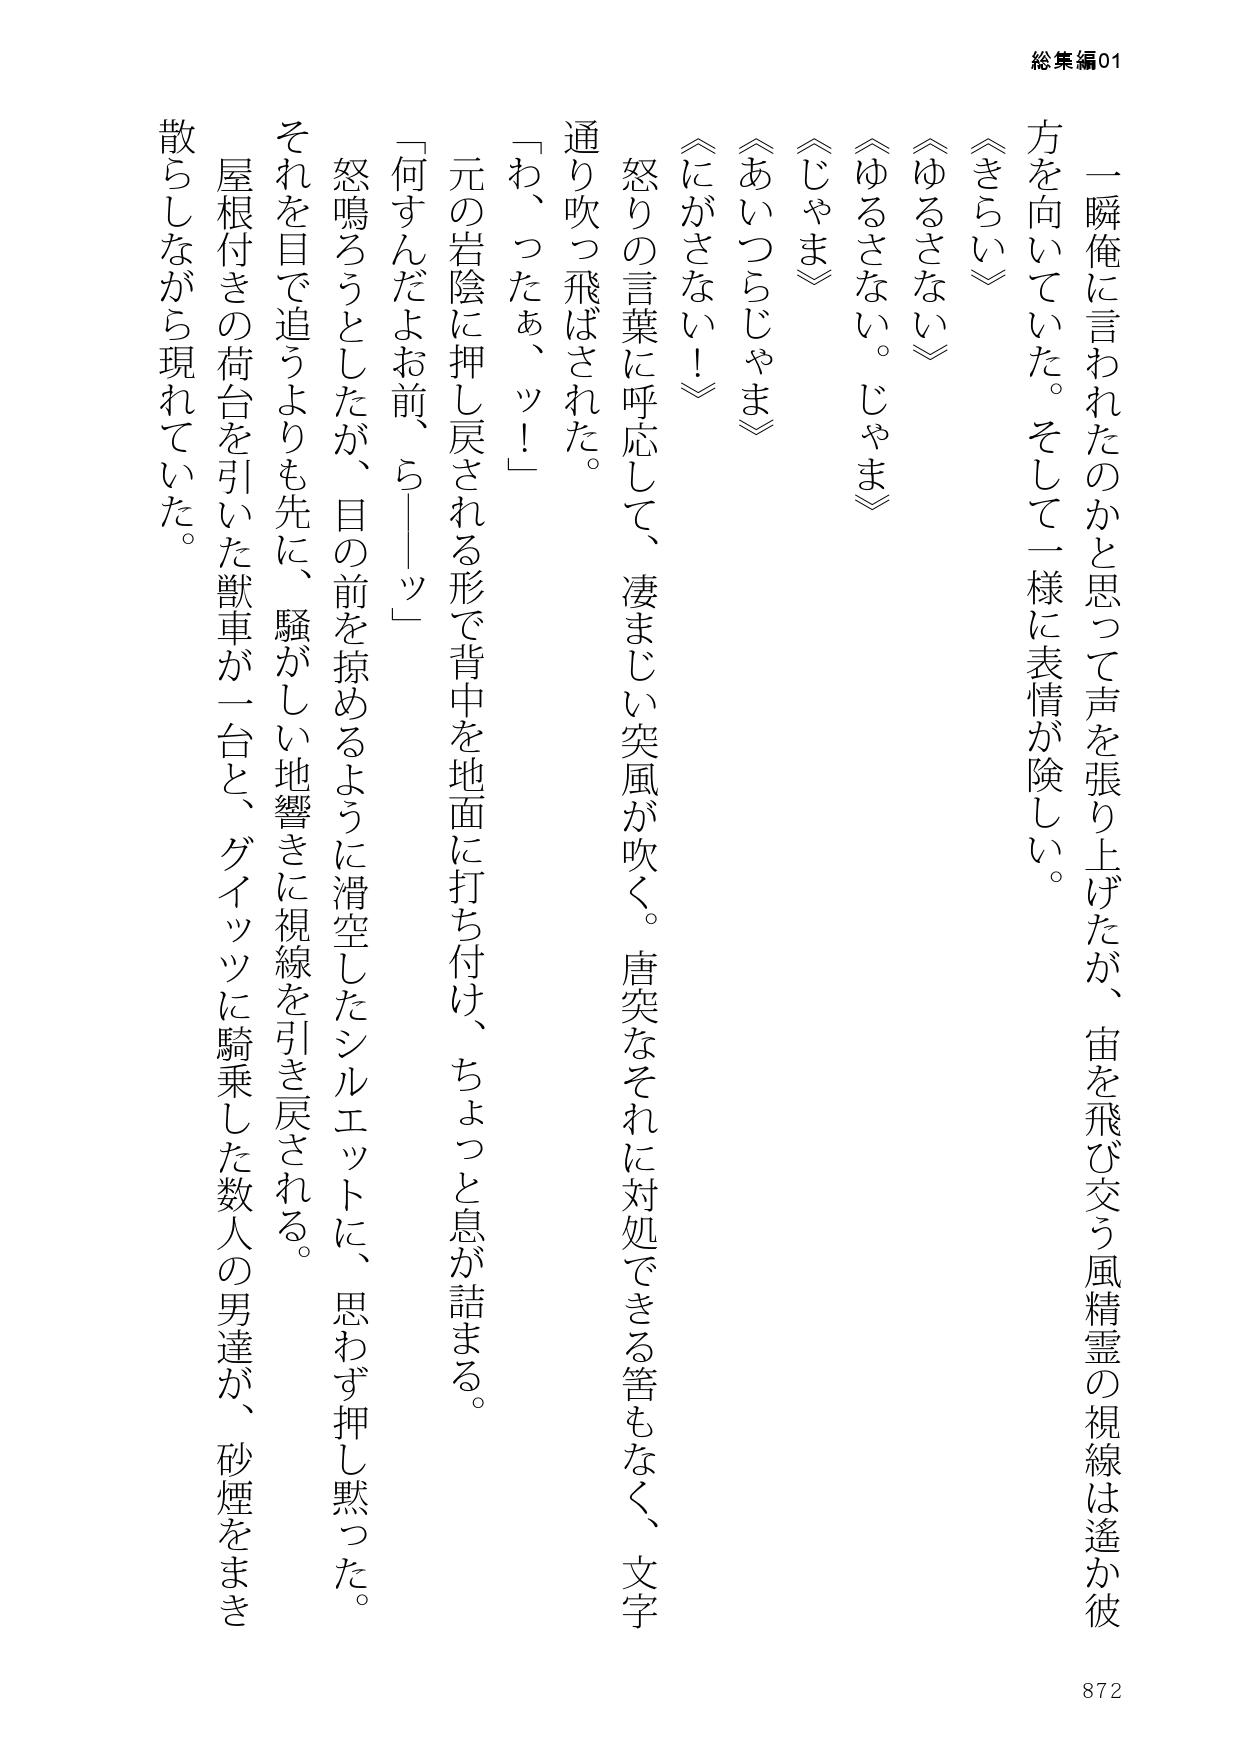 総集編01
　一瞬俺に言われたのかと思って声を張り上げたが、宙を飛び交う風精霊の視線は遙か彼
方を向いていた。そして一様に表情が険しい。
《きらい》
《ゆるさない》
《ゆるさない。じゃま》
《じゃま》
《あいつらじゃま》
《にがさない！》
　怒りの言葉に呼応して、凄まじい突風が吹く。唐突なそれに対処できる筈もなく、文字
通り吹っ飛ばされた。
「わ、ったぁ、ッ！」
　元の岩陰に押し戻される形で背中を地面に打ち付け、ちょっと息が詰まる。
「何すんだよお前、ら――ッ」
　怒鳴ろうとしたが、目の前を掠めるように滑空したシルエットに、思わず押し黙った。
それを目で追うよりも先に、騒がしい地響きに視線を引き戻される。
　屋根付きの荷台を引いた獣車が一台と、グイッツに騎乗した数人の男達が、砂煙をまき
散らしながら現れていた。
872